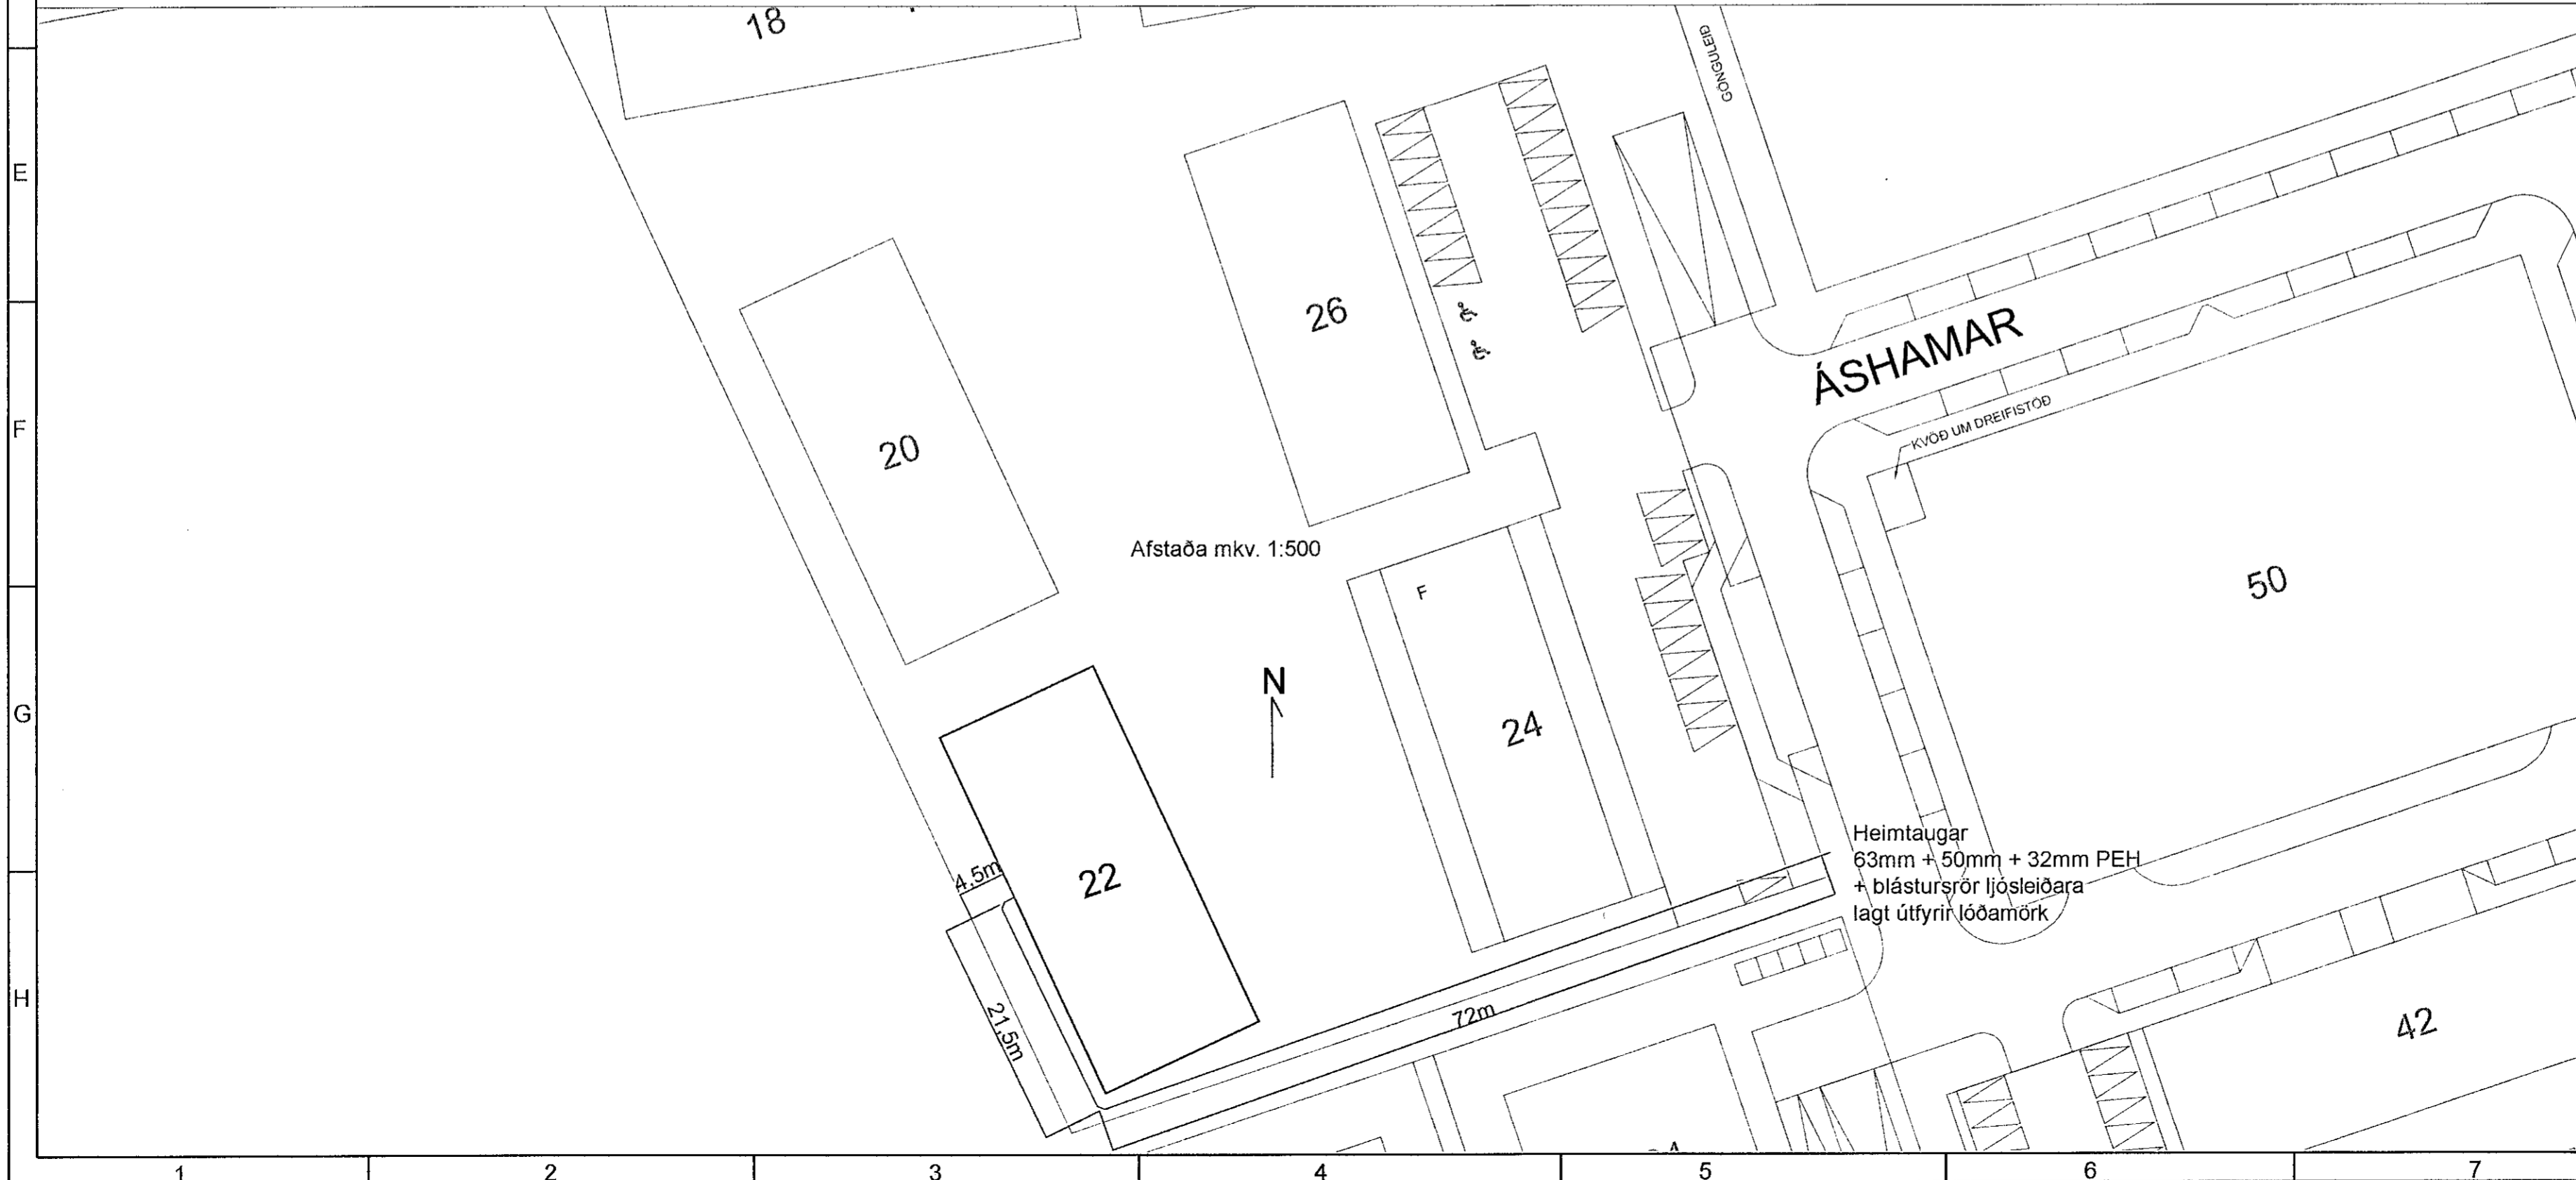 18
GÖNGULEIÐ
E
26
ÁSHAMAR
F
KVÖÐ UM DREIFISTÖÐ
20
Afstaða mkv. 1:500
50
F
N
G
24
Heimtaugar
63mm + 50mm + 32mm PEH
+ blástursrör ljósleiðara
lagt útfyrir lóðamörk
4,5m
22
H
21,5m
72m
42
1 2 3 4 5 6 7